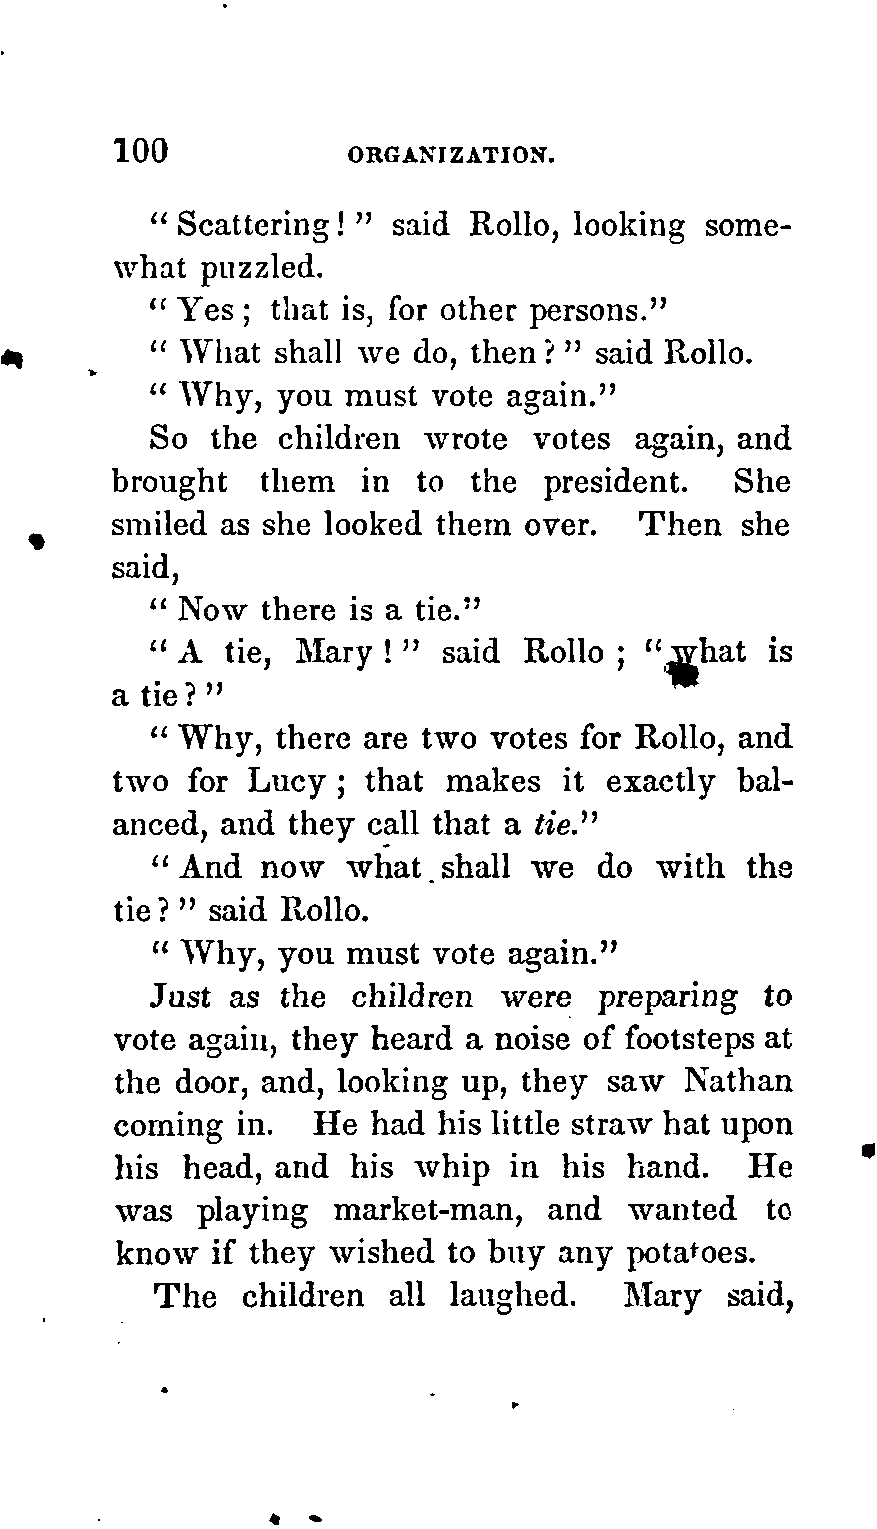 100 ORGANIZATION.
“ Scattering! ” said Rollo, looking some-
what puzzled.
“ Yes ; that is, for other persons.”
“ What shall we do, then ? ” said Rollo.
“ Why, you must vote again.”
So the children wrote votes again, and
brought them in to the president. She
smiled as she looked them over. Then she
said,
“ Now there is a tie.”
“ A tie, Mary ! ” said Rollo ; “ what is
a tie ? ”
“ Why, there are two votes for Rollo, and
two for Lucy ; that makes it exactly bal-
anced, and they call that a tie.”
“ And now what shall we do with the
tie ? ” said Rollo.
“ Why, you must vote again.”
Just as the children were preparing to
vote again, they heard a noise of footsteps at
the door, and, looking up, they saw Nathan
coming in. He had his little straw hat upon
his head, and his whip in his hand. He
was playing market-man, and wanted to
know if they wished to buy any potatoes.
The children all laughed. Mary said,